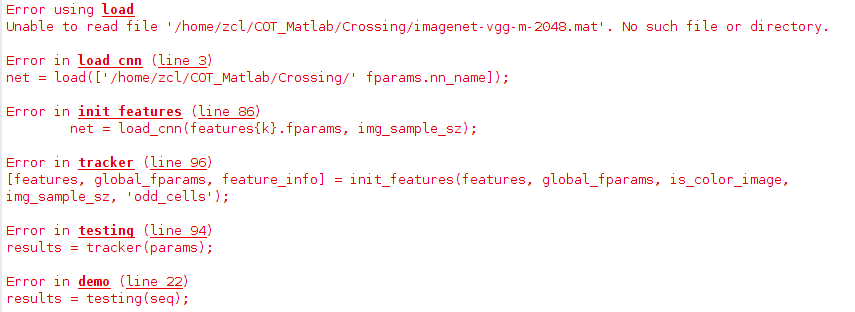 Error using load
Unable to read file '/home/zcl/COT_Matlab/Crossing/imagenet-vgg-m-2048.mat'. No such file or directory.
Error in load_cnn (line 3)
net = load(['/home/zcl/COT_Matlab/Crossing/' fparams.nn_name]);
Error in init_features (line 86)
net = load_cnn(features{k}.fparams, img_sample_sz);
Error in tracker (line 96)
[features, global_fparams, feature_info] = init_features(features, global_fparams, is_color_image,
img_sample_sz, 'odd_cells');
Error in testing (line 94)
results = tracker(params);
Error in demo (line 22)
results = testing(seq);